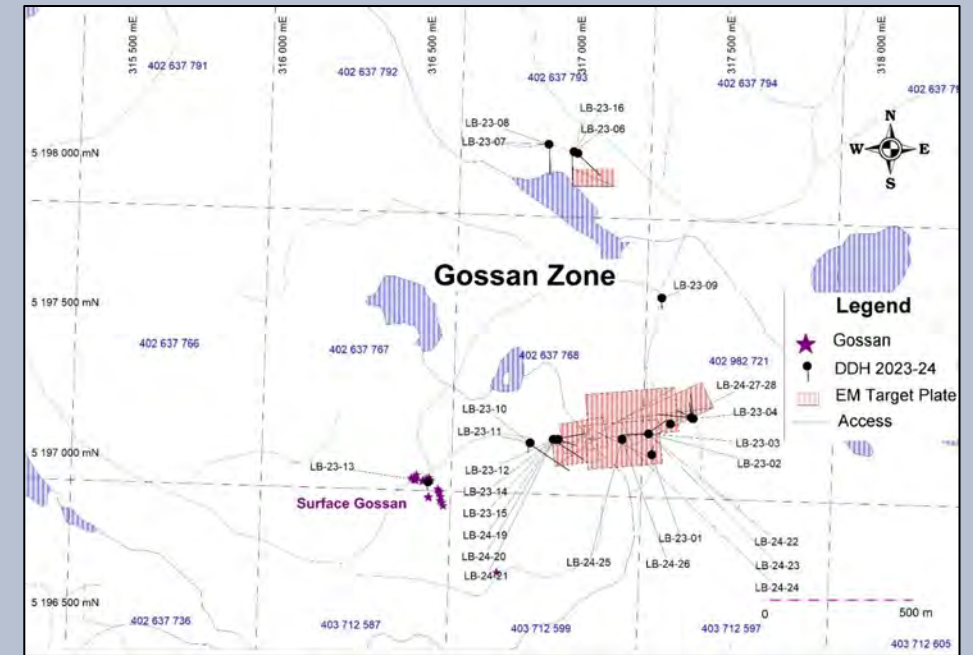 315 500 mE
316 000 mE
316 500 mE
317 000 mE
317 500 mE
318 000 mE
402 637 791
402 637 792
402 637 793
402 637 794
402 637 79
LB-23-16
LB-23-08
LB-23-06
LB-23-07
N
W
E
S
5 198 000 mN
Gossan Zone
LB-23-09
5 197 500 mN
402 637 766
402 637 767
402 637 768
402 982 721
Legend
Gossan
DDH 2023-24
EM Target Plate
Access
LB-24-27-28
LB-23-10
LB-23-04
LB-23-11
LB-23-03
5 197 000 mN
LB-23-13
LB-23-12
LB-23-02
LB-23-14
Surface Gossan
LB-23-15
LB-24-19
LB-23-01
LB-24-22
LB-24-20
LB-24-25
LB-24-26
LB-24-23
LB-24-21
LB-24-24
5 196 500 mN
0
500 m
402 637 736
403 712 587
403 712 599
403 712 597
403 712 605